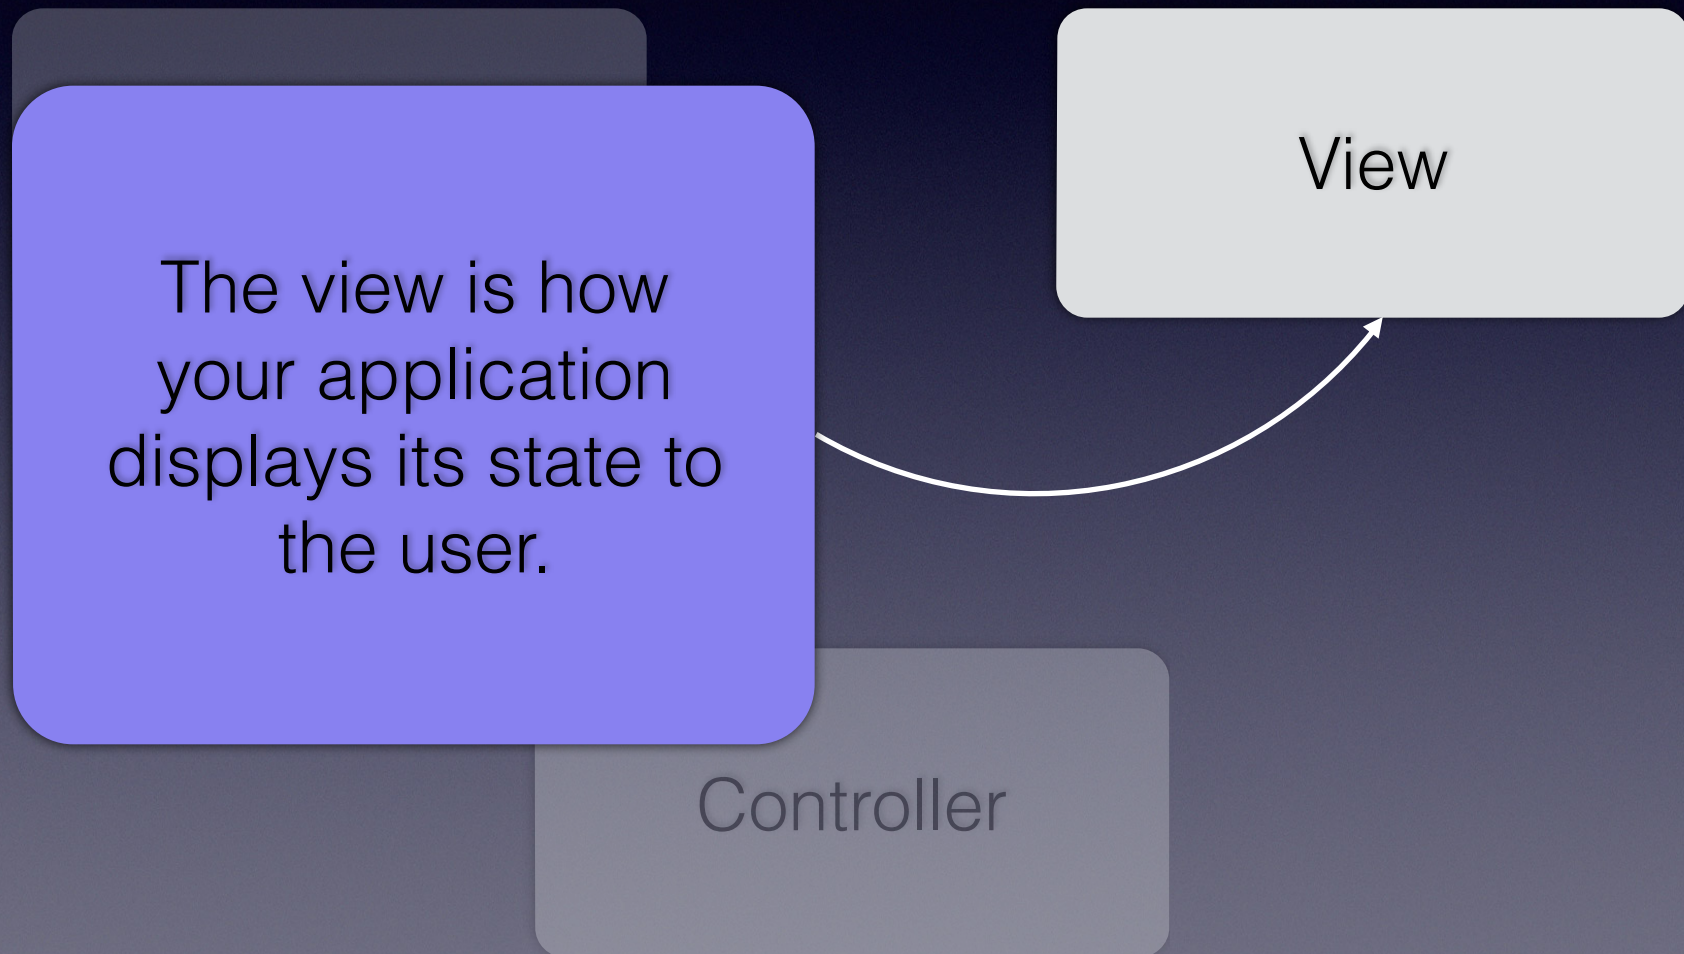 View
The view is how
your application
displays its state to
the user.
Controller